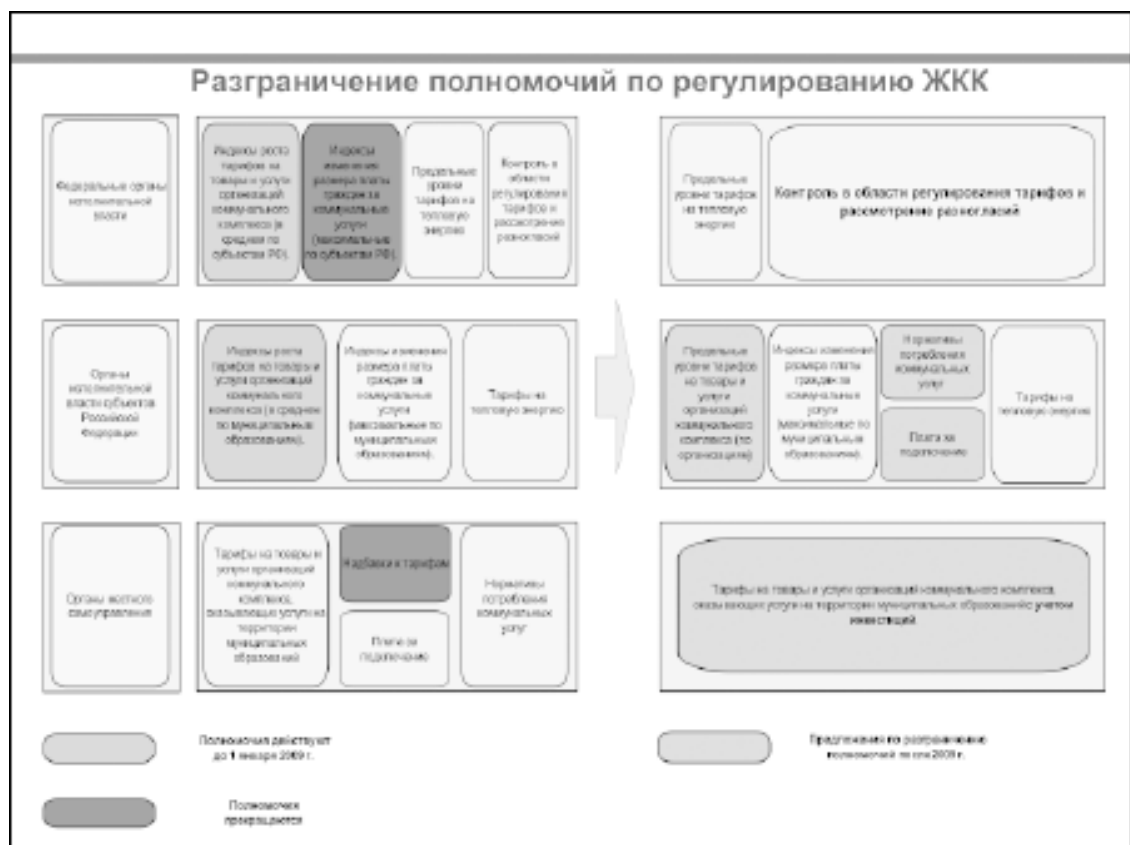 Разграничение полномочий по регулированию ЖКК
Федеральные органы
исполнительной
власти
Индексы роста
тарифов на
товары и услуги
организаций
коммунального
комплекса (в
среднем по
субъектам РФ).
Индексы
изменения
размера платы
граждан за
коммунальные
услуги
(максимальные
по субъектам РФ).
Предельные
уровни
тарифов на
тепловую
энергию
Контроль в
области
регулирования
тарифов и
рассмотрение
разногласий
Предельные
уровни тарифов
на тепловую
энергию
Контроль в области регулирования тарифов и
рассмотрение разногласий
Органы
исполнительной
власти субъектов
Российской
Федерации
Индексы роста
тарифов на товары и
услуги организаций
коммунального
комплекса (в среднем
по муниципальным
образованиям).
Индексы изменения
размера платы
граждан за
коммунальные
услуги
(максимальные по
муниципальным
образованиям).
Тарифы на
тепловую энергию
Предельные
уровни тарифов
на товары и
услуги
организаций
коммунального
комплекса (по
организациям)
Индексы изменения
размера платы
граждан за
коммунальные
услуги
(максимальные по
муниципальным
образованиям).
Нормативы
потребления
коммунальных
услуг
Плата за
подключение
Тарифы на
тепловую энергию
Органы местного
самоуправления
Тарифы на товары и
услуги организаций
коммунального
комплекса,
оказывающих услуги на
территории
муниципальных
образований
Надбавки к тарифам
Плата за
подключение
Нормативы
потребления
коммунальных
услуг
Тарифы на товары и услуги организаций коммунального комплекса,
оказывающих услуги на территории муниципальных образований с учетом
инвестиций
Полномочия действуют
до 1 января 2009 г.
Предложения по разграничению
полномочий после 2009 г.
Полномочия
прекращаются